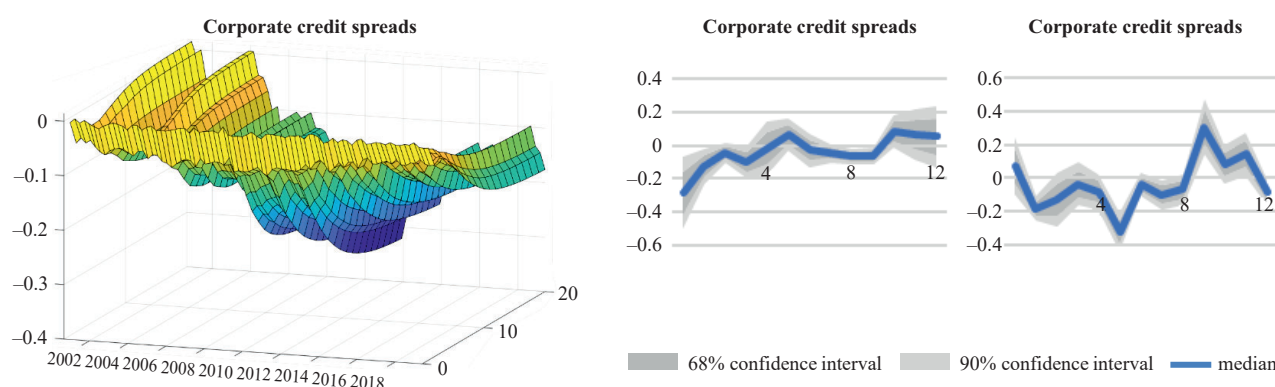 Corporate credit spreads
0
–0.1
–0.2
–0.3
–0.4
2002 2004 2006 2008 2010 2012 2014 2016 2018
0
10
20
Corporate credit spreads
0.4
0.2
0
–0.2
–0.4
–0.6
4 8 12
Corporate credit spreads
0.6
0.4
0.2
0
–0.2
–0.4
4 8 12
68% confidence interval 90% confidence interval median